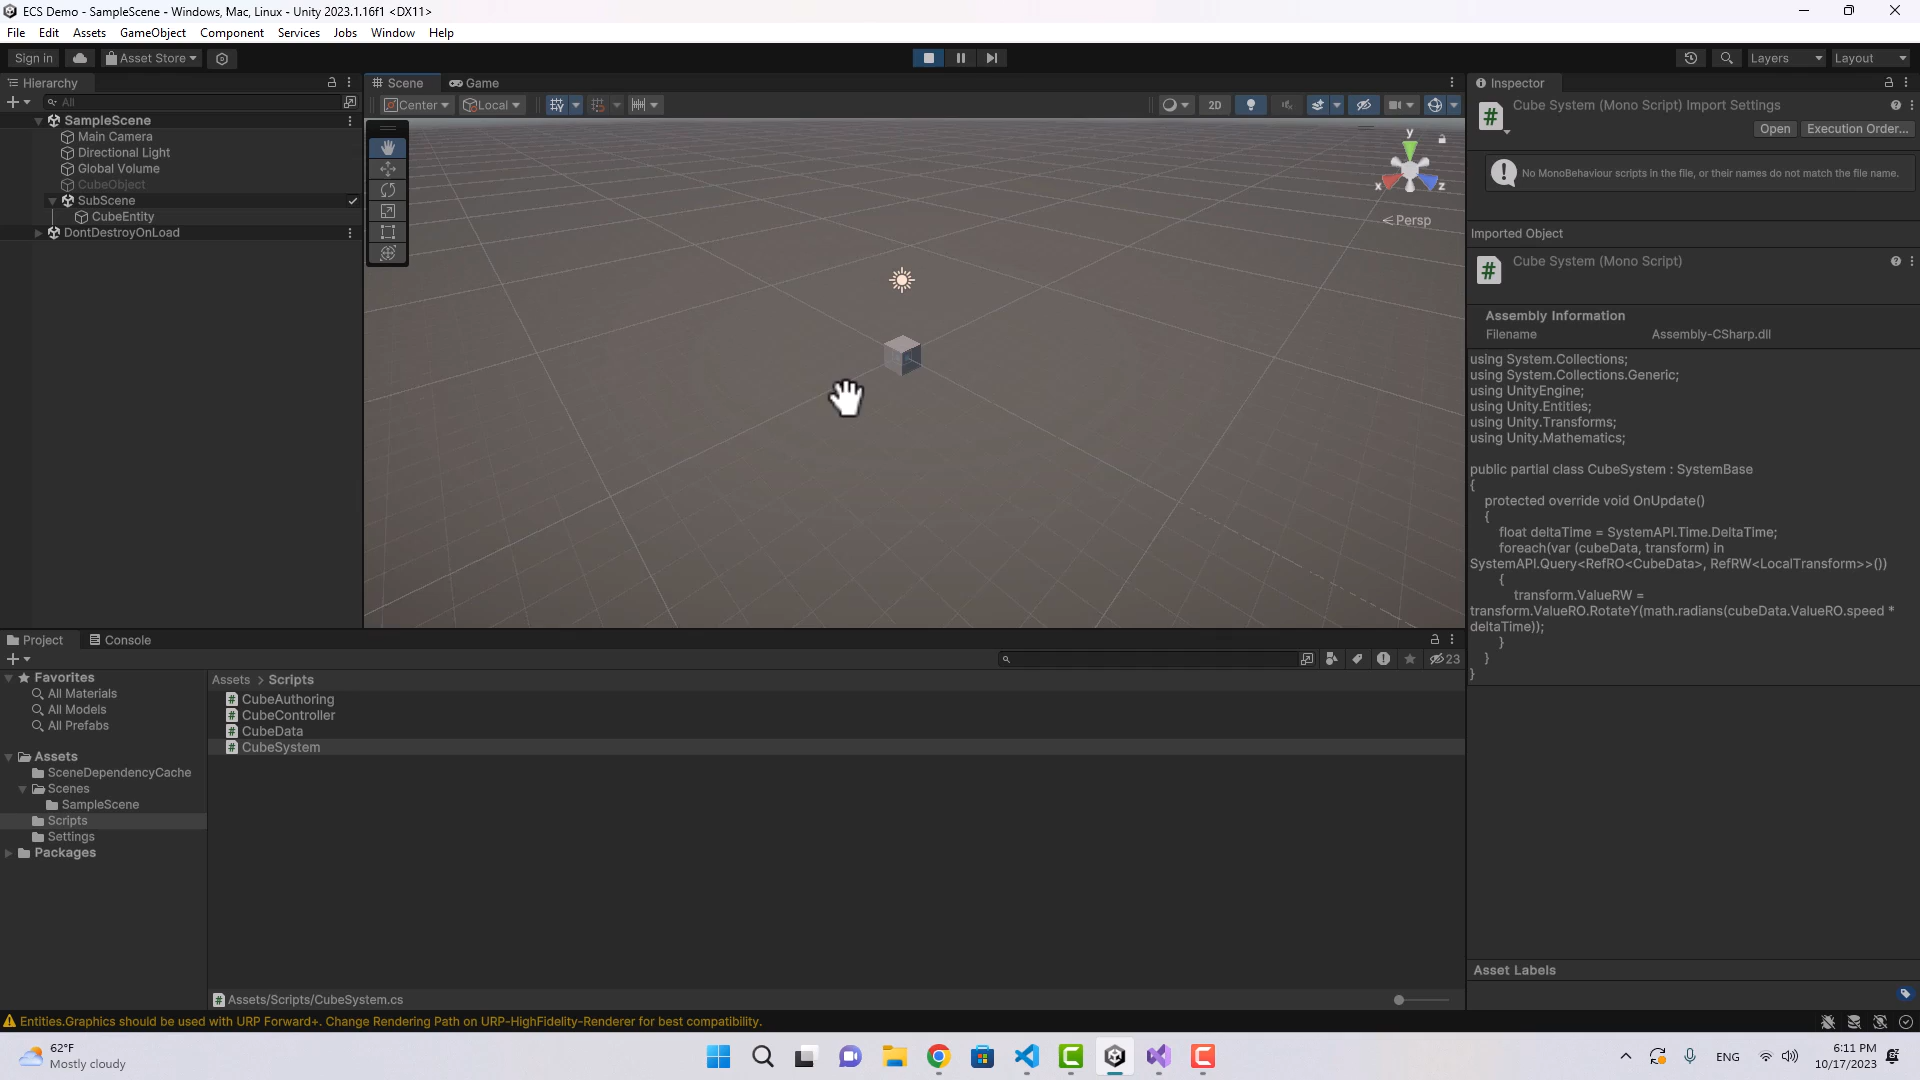 ECS Demo - SampleScene - Windows, Mac, Linux - Unity 2023.1.16f1 <DX11>
File Edit Assets GameObject Component Services Jobs Window Help
Sign in Asset Store Layers Layout
Hierarchy
All
SampleScene
Main Camera
Directional Light
Global Volume
CubeObject
SubScene
CubeEntity
DontDestroyOnLoad
Scene Game
Center Local 2D
y
x z
Persp
Inspector
Cube System (Mono Script) Import Settings
Open Execution Order...
No MonoBehaviour scripts in the file, or their names do not match the file name.
Imported Object
Cube System (Mono Script)
Assembly Information
Filename Assembly-CSharp.dll
using System.Collections;
using System.Collections.Generic;
using UnityEngine;
using Unity.Entities;
using Unity.Transforms;
using Unity.Mathematics;
public partial class CubeSystem : SystemBase
{
protected override void OnUpdate()
{
float deltaTime = SystemAPI.Time.DeltaTime;
foreach(var (cubeData, transform) in
SystemAPI.Query<RefRO<CubeData>, RefRW<LocalTransform>>())
{
transform.ValueRW =
transform.ValueRO.RotateY(math.radians(cubeData.ValueRO.speed *
deltaTime));
}
}
}
Asset Labels
Project Console
23
Favorites
All Materials
All Models
All Prefabs
Assets
SceneDependencyCache
Scenes
SampleScene
Scripts
Settings
Packages
Assets > Scripts
CubeAuthoring
CubeController
CubeData
CubeSystem
Assets/Scripts/CubeSystem.cs
Entities.Graphics should be used with URP Forward+. Change Rendering Path on URP-HighFidelity-Renderer for best compatibility.
62°F
Mostly cloudy
ENG
6:11 PM
10/17/2023